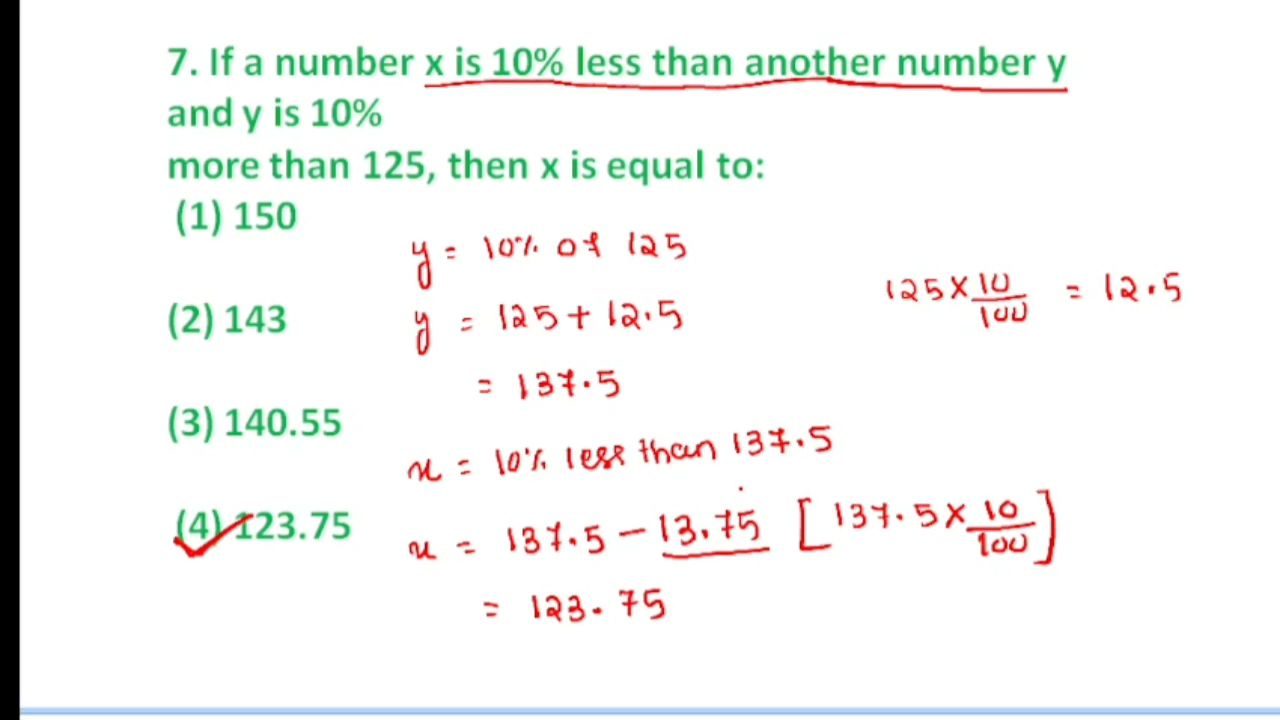 7. If a number x is 10% less than another number y
and y is 10%
more than 125, then x is equal to:
(1) 150
y = 10% of 125
125 × 10/100 = 12.5
(2) 143
y = 125 + 12.5
= 137.5
(3) 140.55
x = 10% less than 137.5
(4) 123.75
x = 137.5 – 13.75 [137.5 × 10/100]
= 123.75